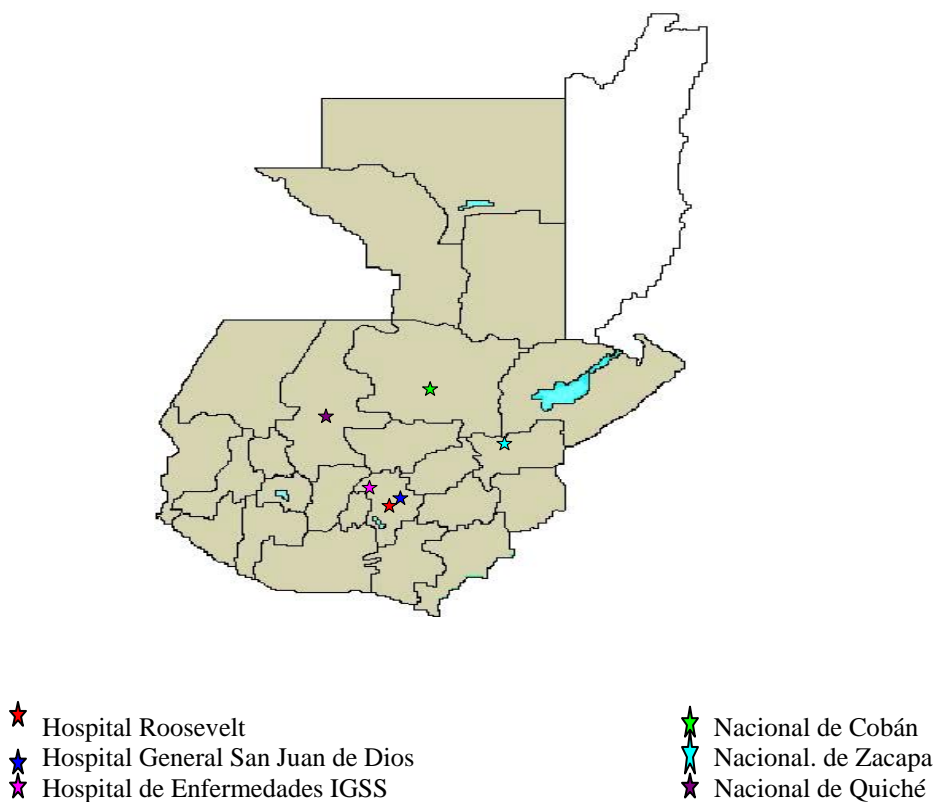 Hospital Roosevelt
Hospital General San Juan de Dios
Hospital de Enfermedades IGSS
Nacional de Cobán
Nacional. de Zacapa
Nacional de Quiché